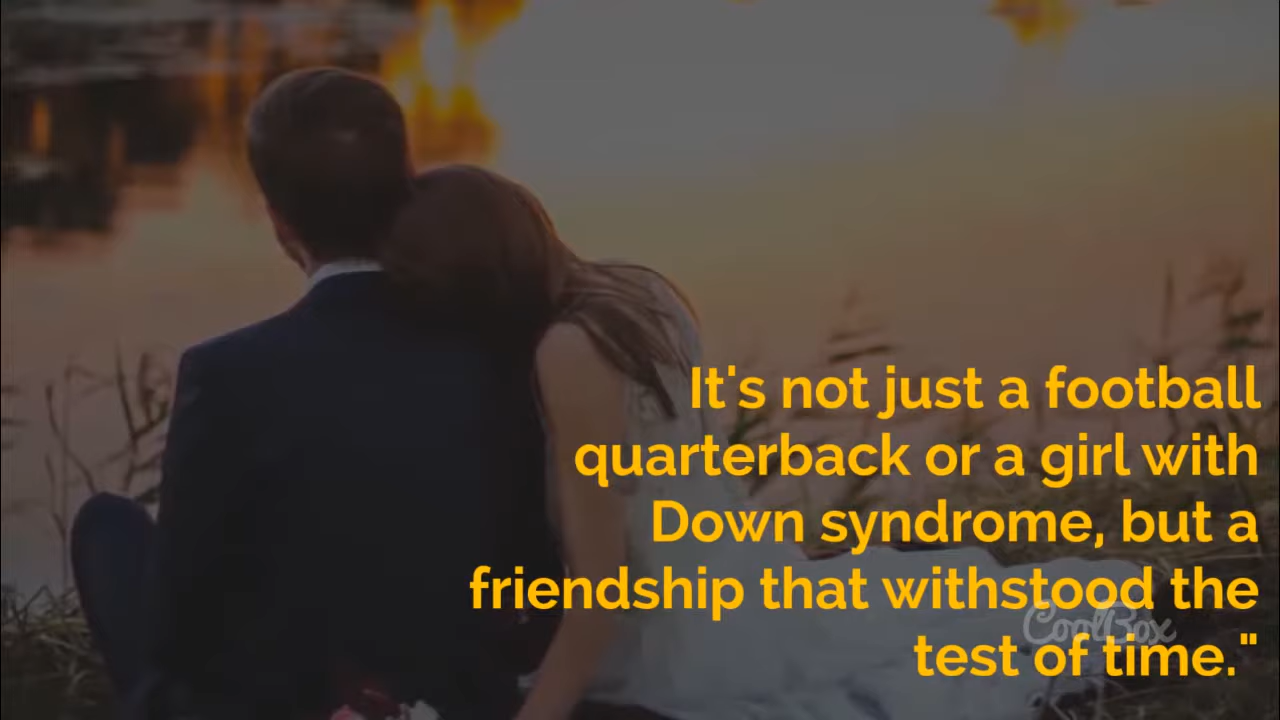 It's not just a football
quarterback or a girl with
Down syndrome, but a
friendship that withstood the
CoolBox
test of time."